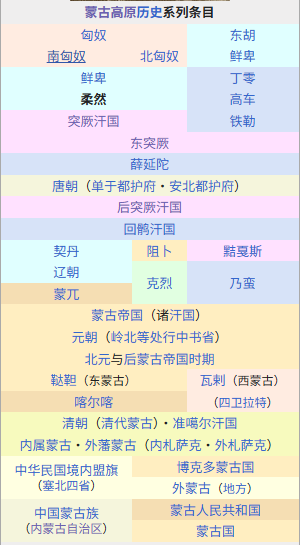 蒙古高原历史系列条目
匈奴
东胡
南匈奴
北匈奴
鲜卑
鲜卑
丁零
柔然
高车
突厥汗国
铁勒
东突厥
薛延陀
唐朝（单于都护府・安北都护府）
后突厥汗国
回鹘汗国
契丹
阻卜
黠戛斯
辽朝
克烈
乃蛮
蒙兀
蒙古帝国（诸汗国）
元朝（岭北等处行中书省）
北元与后蒙古帝国时期
鞑靼（东蒙古）
瓦剌（西蒙古）
喀尔喀
（四卫拉特）
清朝（清代蒙古）・准噶尔汗国
内属蒙古・外藩蒙古（内札萨克・外札萨克）
中华民国境内盟旗
（塞北四省）
博克多蒙古国
外蒙古（地方）
中国蒙古族
（内蒙古自治区）
蒙古人民共和国
蒙古国